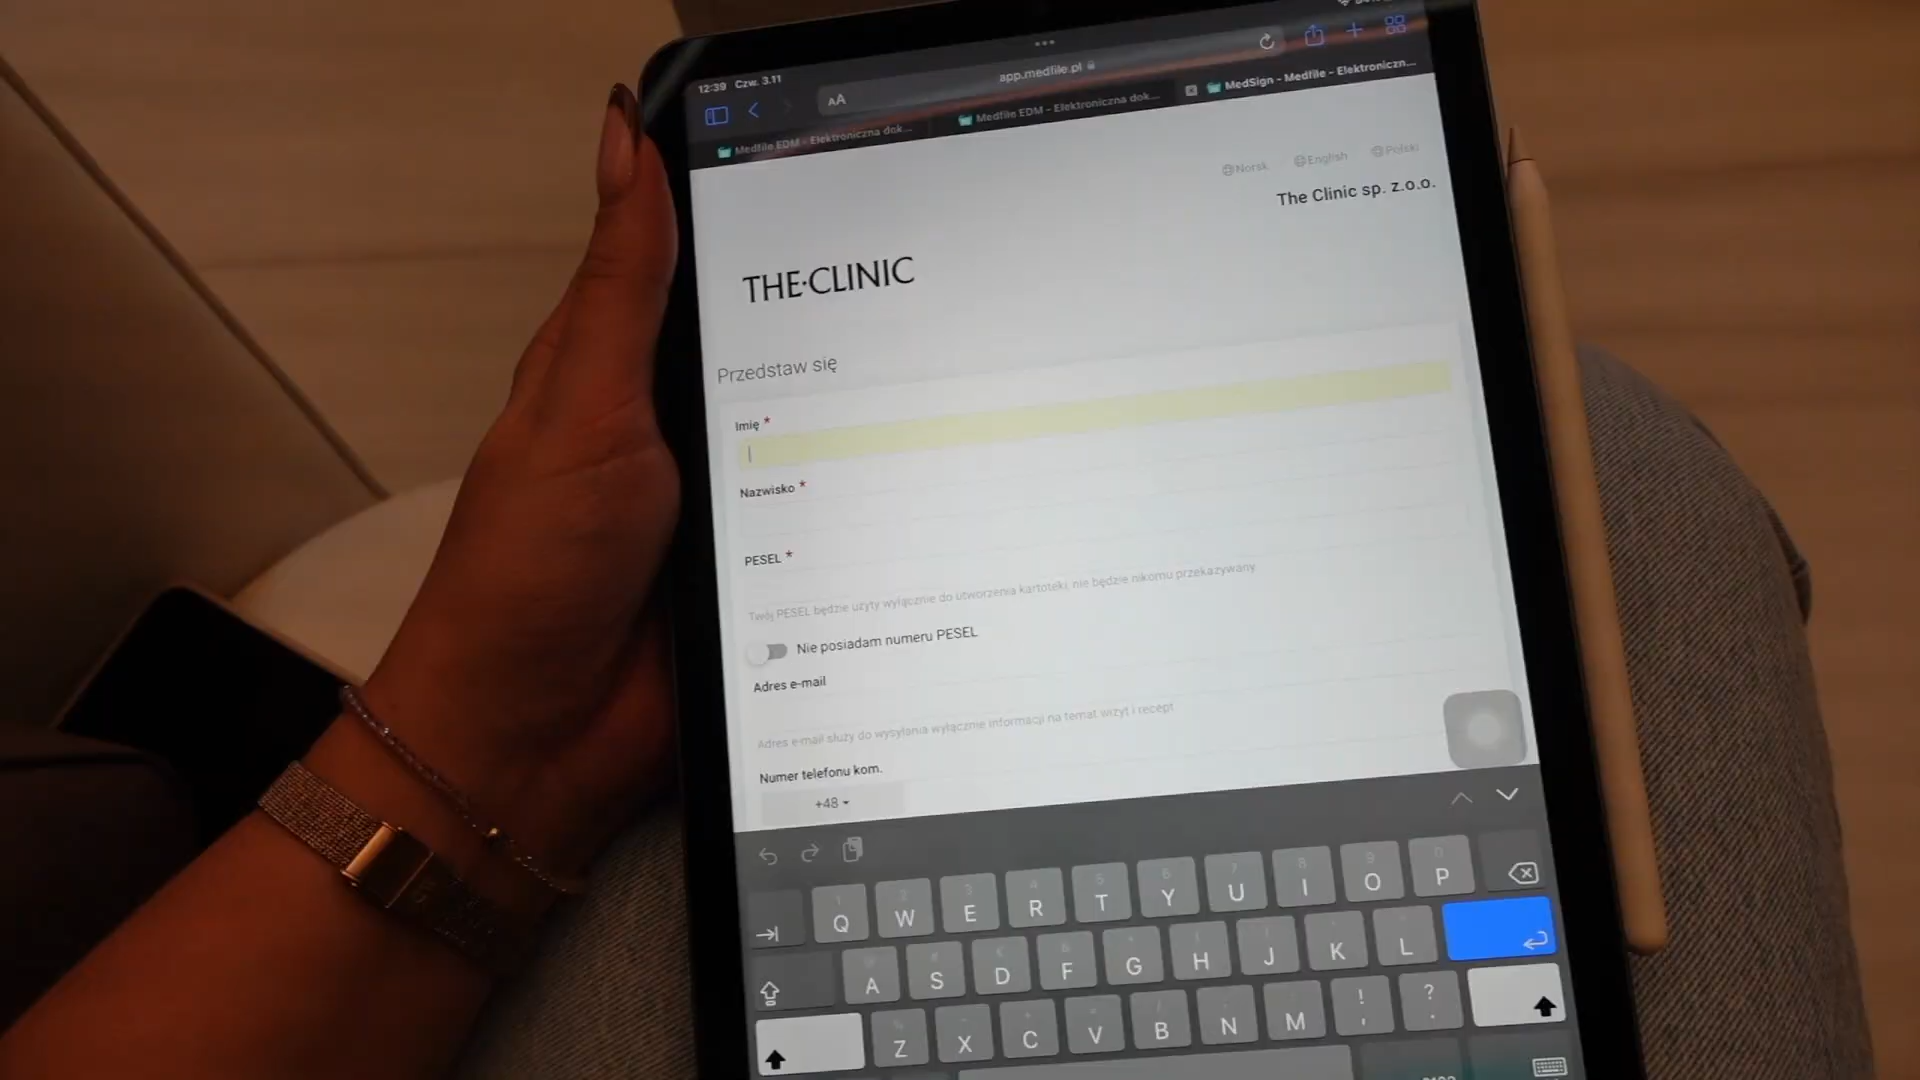 12:39 Czw. 3.11
AA
app.medfile.pl
Medfile EDM - Elektroniczna dok...
Medfile EDM - Elektroniczna dok...
MedSign - Medfile - Elektroniczn...
Norsk English Polski
The Clinic sp. z.o.o.
THE·CLINIC
Przedstaw się
Imię *
Nazwisko *
PESEL *
Twój PESEL będzie użyty wyłącznie do utworzenia kartoteki, nie będzie nikomu przekazywany
Nie posiadam numeru PESEL
Adres e-mail
Adres e-mail służy do wysyłania wyłącznie informacji na temat wizyt i recept
Numer telefonu kom.
+48
Q W E R T Y U I O P
A S D F G H J K L
Z X C V B N M ! , ? .